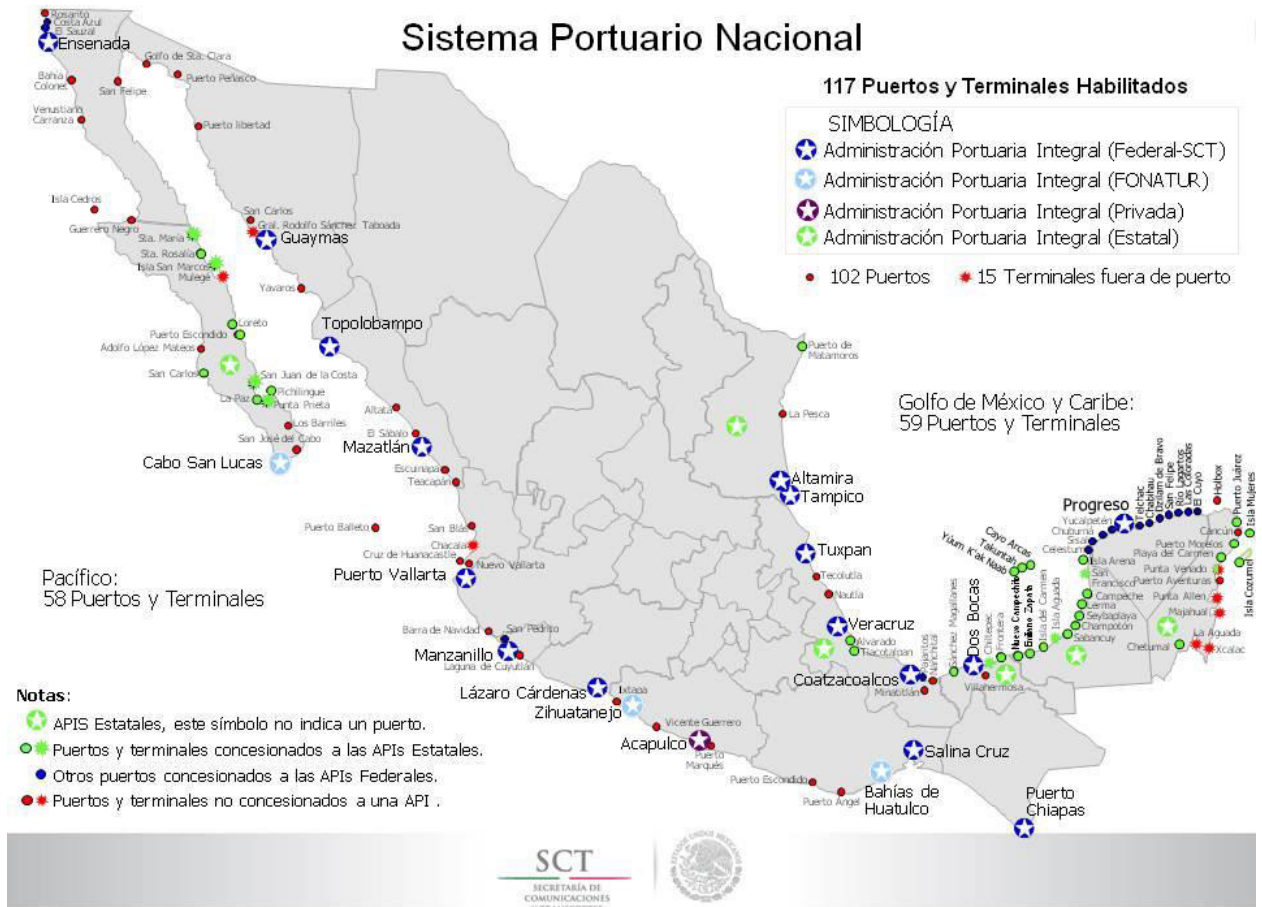 Sistema Portuario Nacional
117 Puertos y Terminales Habilitados
SIMBOLOGÍA
Administración Portuaria Integral (Federal-SCT)
Administración Portuaria Integral (FONATUR)
Administración Portuaria Integral (Privada)
Administración Portuaria Integral (Estatal)
102 Puertos
15 Terminales fuera de puerto
Rosarito
Costa Azul
El Sauzal
Ensenada
Golfo de Sta. Clara
Puerto Peñasco
Bahia
Colones
San Felipe
Venustiano
Carranza
Puerto libertad
Isla Cedros
Guerrero Negro
San Carlos
Gral. Rodolfo Sánchez Taboada
Guaymas
Sta. María
Sta. Rosalía
Isla San Marcos
Mulegé
Yavaros
Topolobampo
Loreto
Puerto Escondido
Adolfo López Mateos
San Carlos
San Juan de la Costa
Pichilingue
La Paz
Punta Prieta
Los Barriles
San José del Cabo
Cabo San Lucas
Altata
El Sábalo
Mazatlán
Escuinapa
Teacapán
Puerto Balleto
San Blás
Chacala
Cruz de Huanacastle
Nuevo Vallarta
Puerto Vallarta
Pacífico:
58 Puertos y Terminales
Barra de Navidad
San Pedrito
Manzanillo
Laguna de Cuyutlán
Lázaro Cárdenas
Ixtapa
Zihuatanejo
Vicente Guerrero
Acapulco
Puerto
Marqués
Puerto Escondido
Puerto Angel
Bahías de
Huatulco
Salina Cruz
Puerto
Chiapas
Puerto de
Matamoros
La Pesca
Golfo de México y Caribe:
59 Puertos y Terminales
Altamira
Tampico
Tuxpan
Tecolutla
Nautla
Veracruz
Alvarado
Tlacotalpan
Coatzacoalcos
Pajaritos
Nanchital
Minatitlán
Sánchez Magallanes
Dos Bocas
Chiltepec
Frontera
Villahermosa
Nuevo Campechito
Emiliano Zapata
Yúum K'ak Naab
Takuntah
Cayo Arcas
Isla del Carmen
Isla Aguada
Sabancuy
Champotón
Seybaplaya
Lerma
Campeche
San
Francisco
Isla Arena
Celestum
Sisal
Chuburná
Yucalpetén
Progreso
Telchac
Chabihau
Dzilam de Bravo
San Felipe
Río Lagartos
Las Coloradas
El Cuyo
Holbox
Puerto Juárez
Isla Mujeres
Cancún
Puerto Morelos
Playa del Carmen
Punta Venado
Puerto Aventuras
Isla Cozumel
Punta Allen
Majahual
La Aguada
Chetumal
Xcalac
Notas:
APIS Estatales, este símbolo no indica un puerto.
Puertos y terminales concesionados a las APIs Estatales.
Otros puertos concesionados a las APIs Federales.
Puertos y terminales no concesionados a una API .
SCT
SECRETARÍA DE
COMUNICACIONES